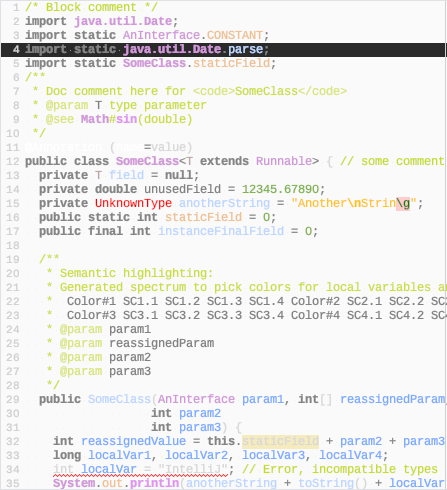 1 /* Block comment */
2 import java.util.Date;
3 import static AnInterface.CONSTANT;
4 import static java.util.Date.parse;
5 import static SomeClass.staticField;
6 /**
7 * Doc comment here for <code>SomeClass</code>
8 * @param T type parameter
9 * @see Math#sin(double)
10 */
11 (    =value)
12 public class SomeClass<T extends Runnable> { // some comment
13 private T field = null;
14 private double unusedField = 12345.67890;
15 private UnknownType anotherString = "Another\nStrin\g";
16 public static int staticField = 0;
17 public final int instanceFinalField = 0;
18
19 /**
20 * Semantic highlighting:
21 * Generated spectrum to pick colors for local variables an
22 * Color#1 SC1.1 SC1.2 SC1.3 SC1.4 Color#2 SC2.1 SC2.2 SC2
23 * Color#3 SC3.1 SC3.2 SC3.3 SC3.4 Color#4 SC4.1 SC4.2 SC4
24 * @param param1
25 * @param reassignedParam
26 * @param param2
27 * @param param3
28 */
29 public SomeClass(AnInterface param1, int[] reassignedParam,
30 int param2
31 int param3) {
32 int reassignedValue = this.staticField + param2 + param3
33 long localVar1, localVar2, localVar3, localVar4;
34 int localVar = "IntelliJ"; // Error, incompatible types
35 System.out.println(anotherString + toString() + localVar